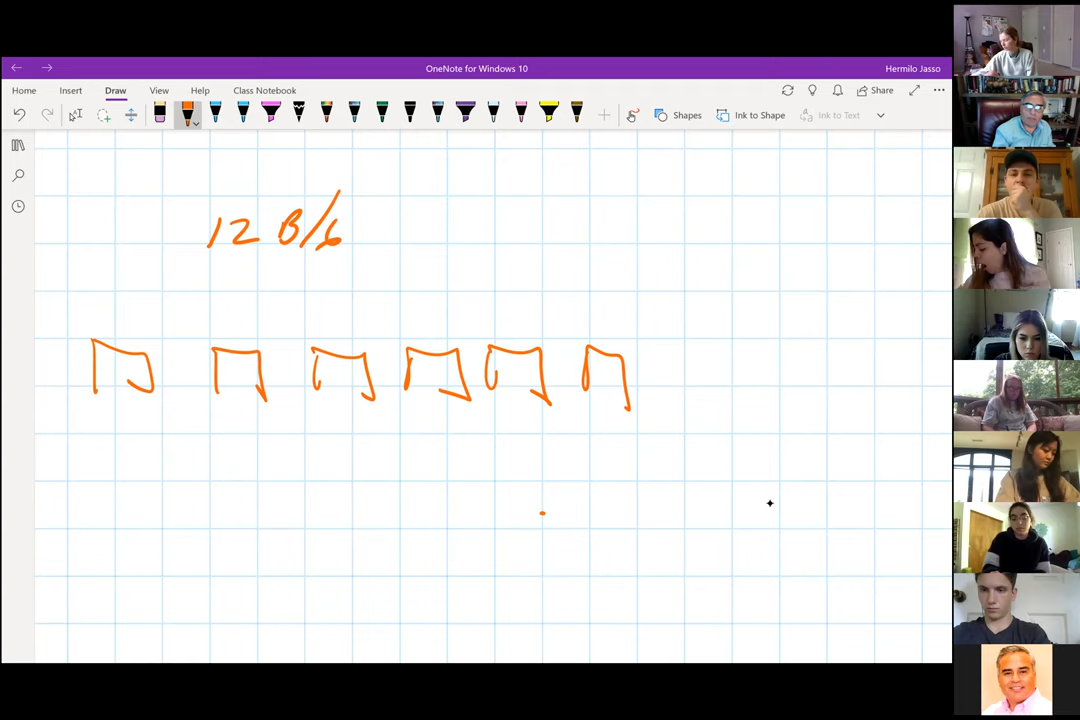 OneNote for Windows 10
Hermilo Jasso
Home Insert Draw View Help Class Notebook
Share
Shapes
Ink to Shape
Ink to Text
12 B/6